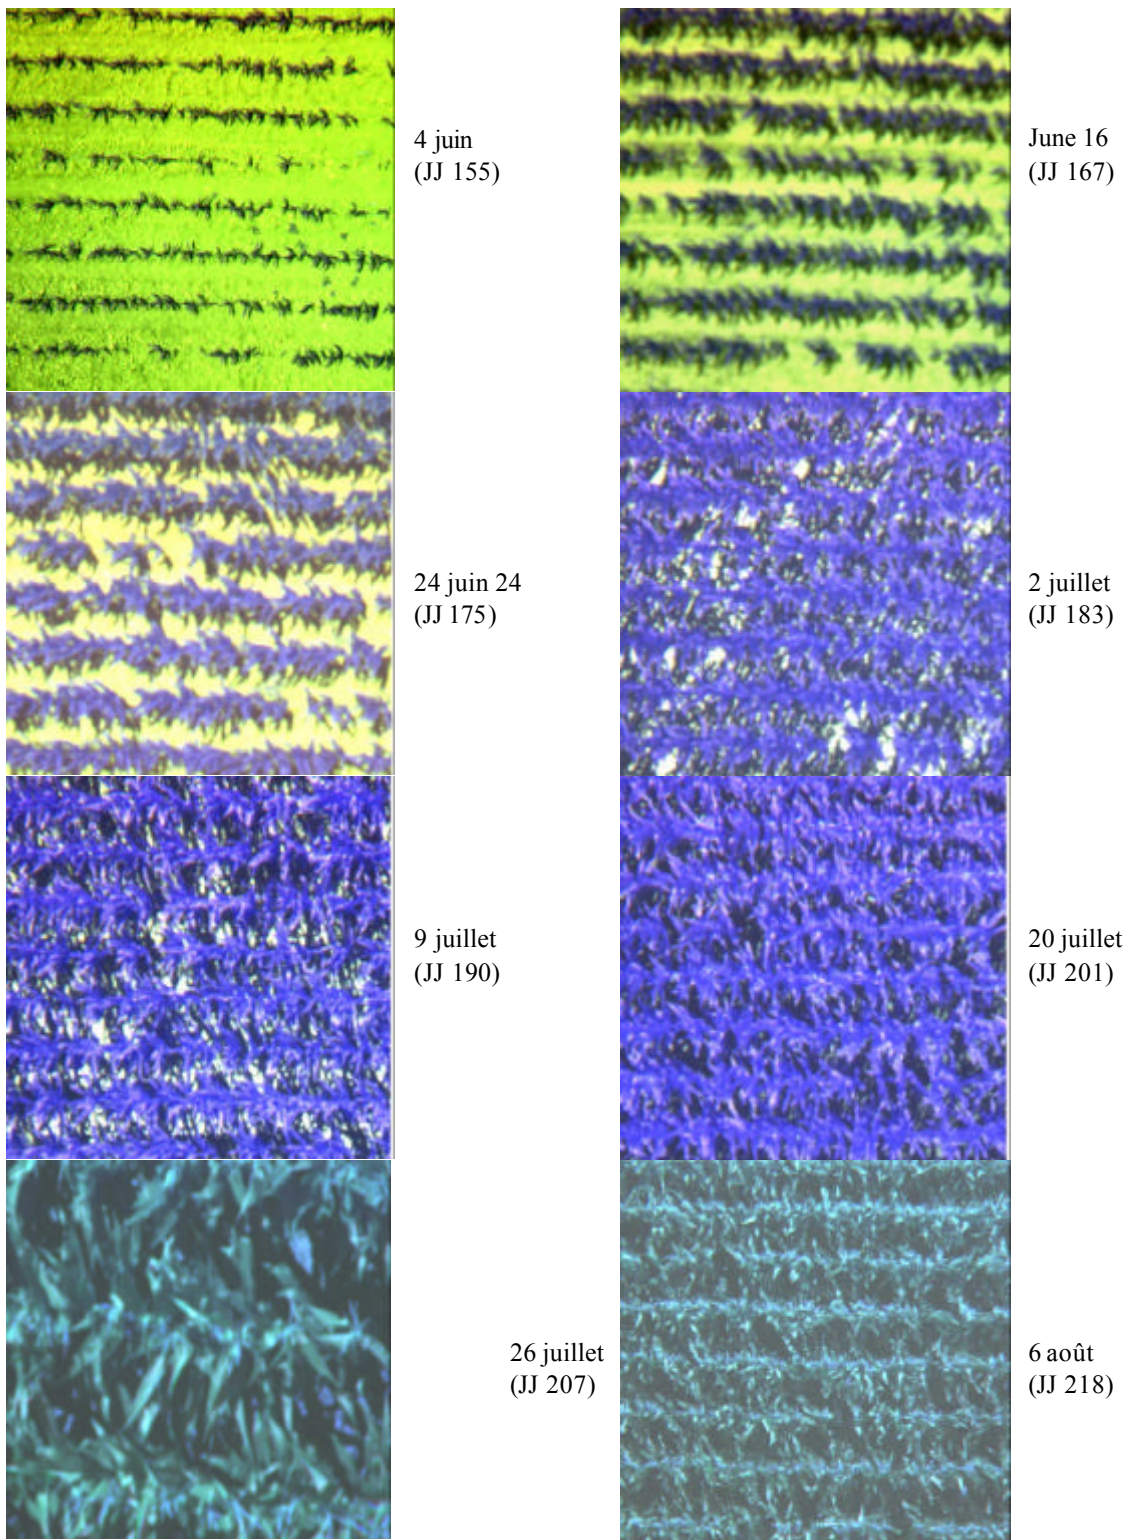 4 juin
(JJ 155)
June 16
(JJ 167)
24 juin 24
(JJ 175)
2 juillet
(JJ 183)
9 juillet
(JJ 190)
20 juillet
(JJ 201)
26 juillet
(JJ 207)
6 août
(JJ 218)